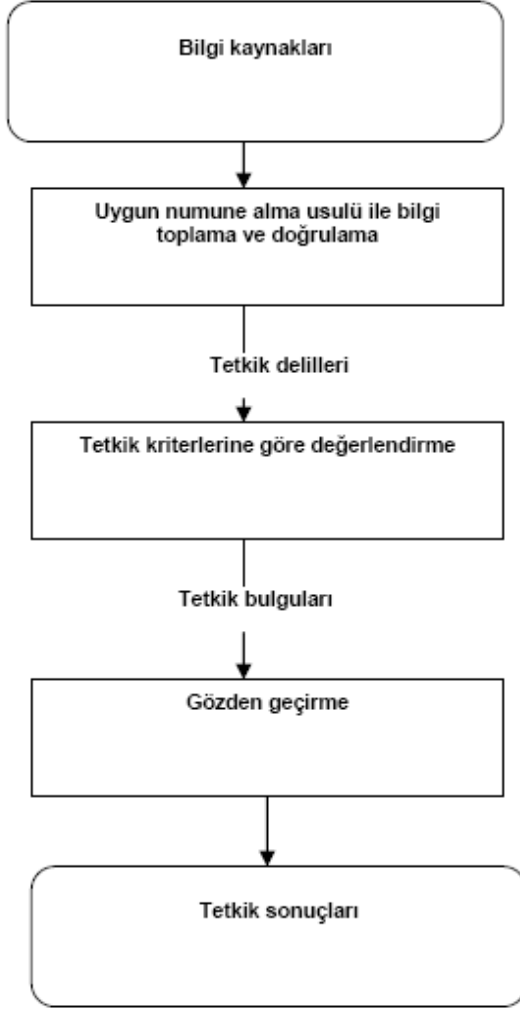 Bilgi kaynakları
Uygun numune alma usulü ile bilgi
toplama ve doğrulama
Tetkik delilleri
Tetkik kriterlerine göre değerlendirme
Tetkik bulguları
Gözden geçirme
Tetkik sonuçları